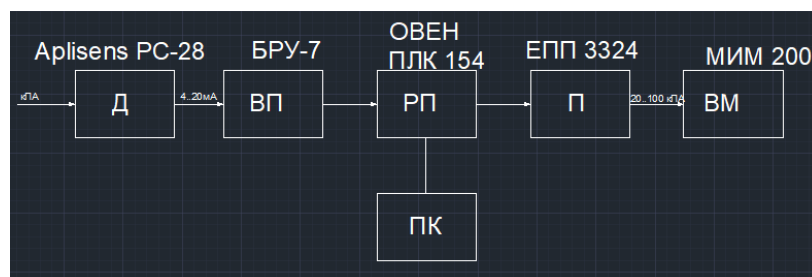 Aplisens PC-28
БРУ-7
ОВЕН
ПЛК 154
ЕПП 3324
МИМ 200
кПА
Д
4..20мА
ВП
РП
П
20..100 кПА
ВМ
ПК